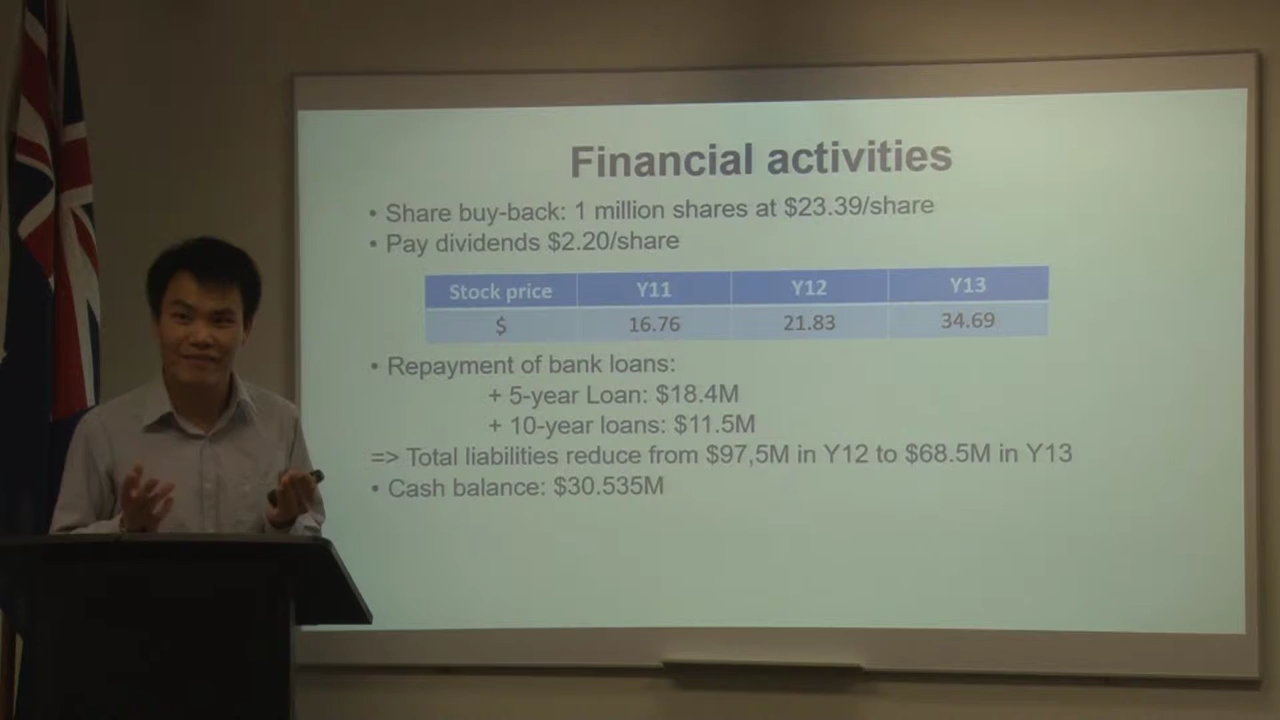 Financial activities
• Share buy-back: 1 million shares at $23.39/share
• Pay dividends $2.20/share
Stock price Y11 Y12 Y13
$ 16.76 21.83 34.69
• Repayment of bank loans:
+ 5-year Loan: $18.4M
+ 10-year loans: $11.5M
=> Total liabilities reduce from $97,5M in Y12 to $68.5M in Y13
• Cash balance: $30.535M